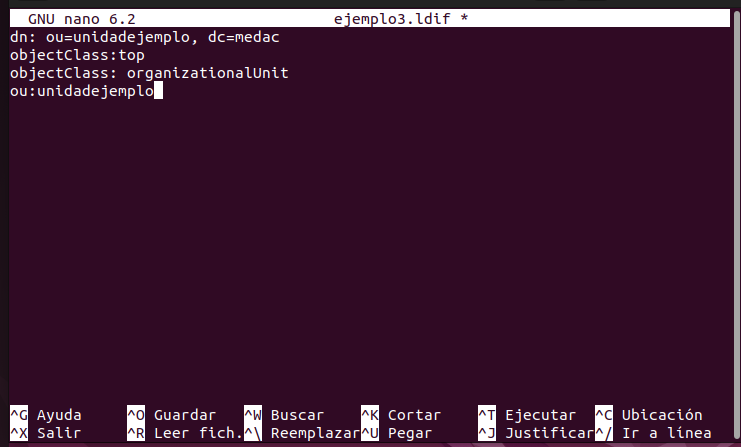 GNU nano 6.2 ejemplo3.ldif *
dn: ou=unidadejemplo, dc=medac
objectClass:top
objectClass: organizationalUnit
ou:unidadejemplo
^G Ayuda ^O Guardar ^W Buscar ^K Cortar ^T Ejecutar ^C Ubicación
^X Salir ^R Leer fich. ^\ Reemplazar ^U Pegar ^J Justificar ^/ Ir a línea